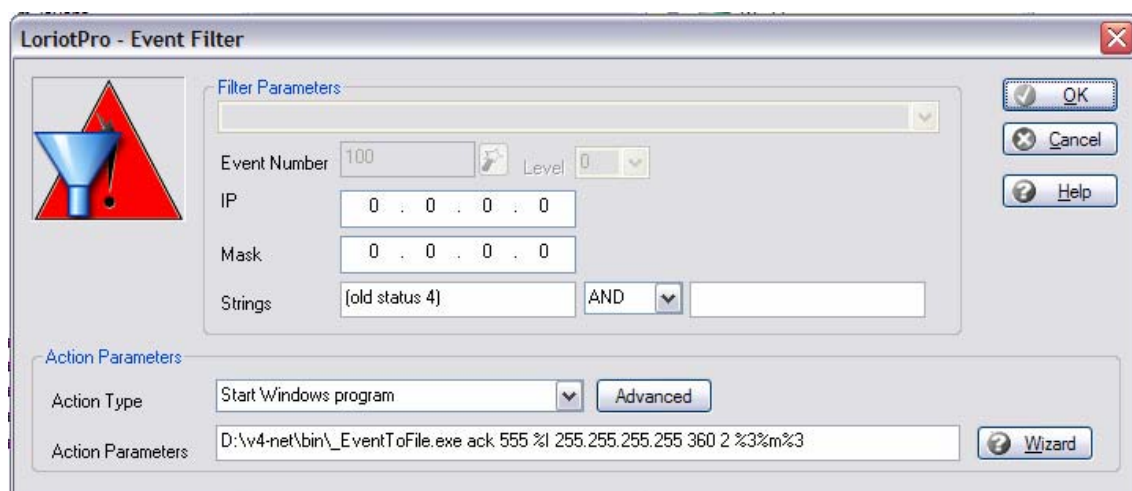 LoriotPro - Event Filter
Filter Parameters
OK
Event Number 100 Level 0
Cancel
IP 0 . 0 . 0 . 0
Help
Mask 0 . 0 . 0 . 0
Strings (old status 4) AND
Action Parameters
Action Type Start Windows program Advanced
Action Parameters D:\v4-net\bin\_EventToFile.exe ack 555 %I 255.255.255.255 360 2 %3%m%3 Wizard